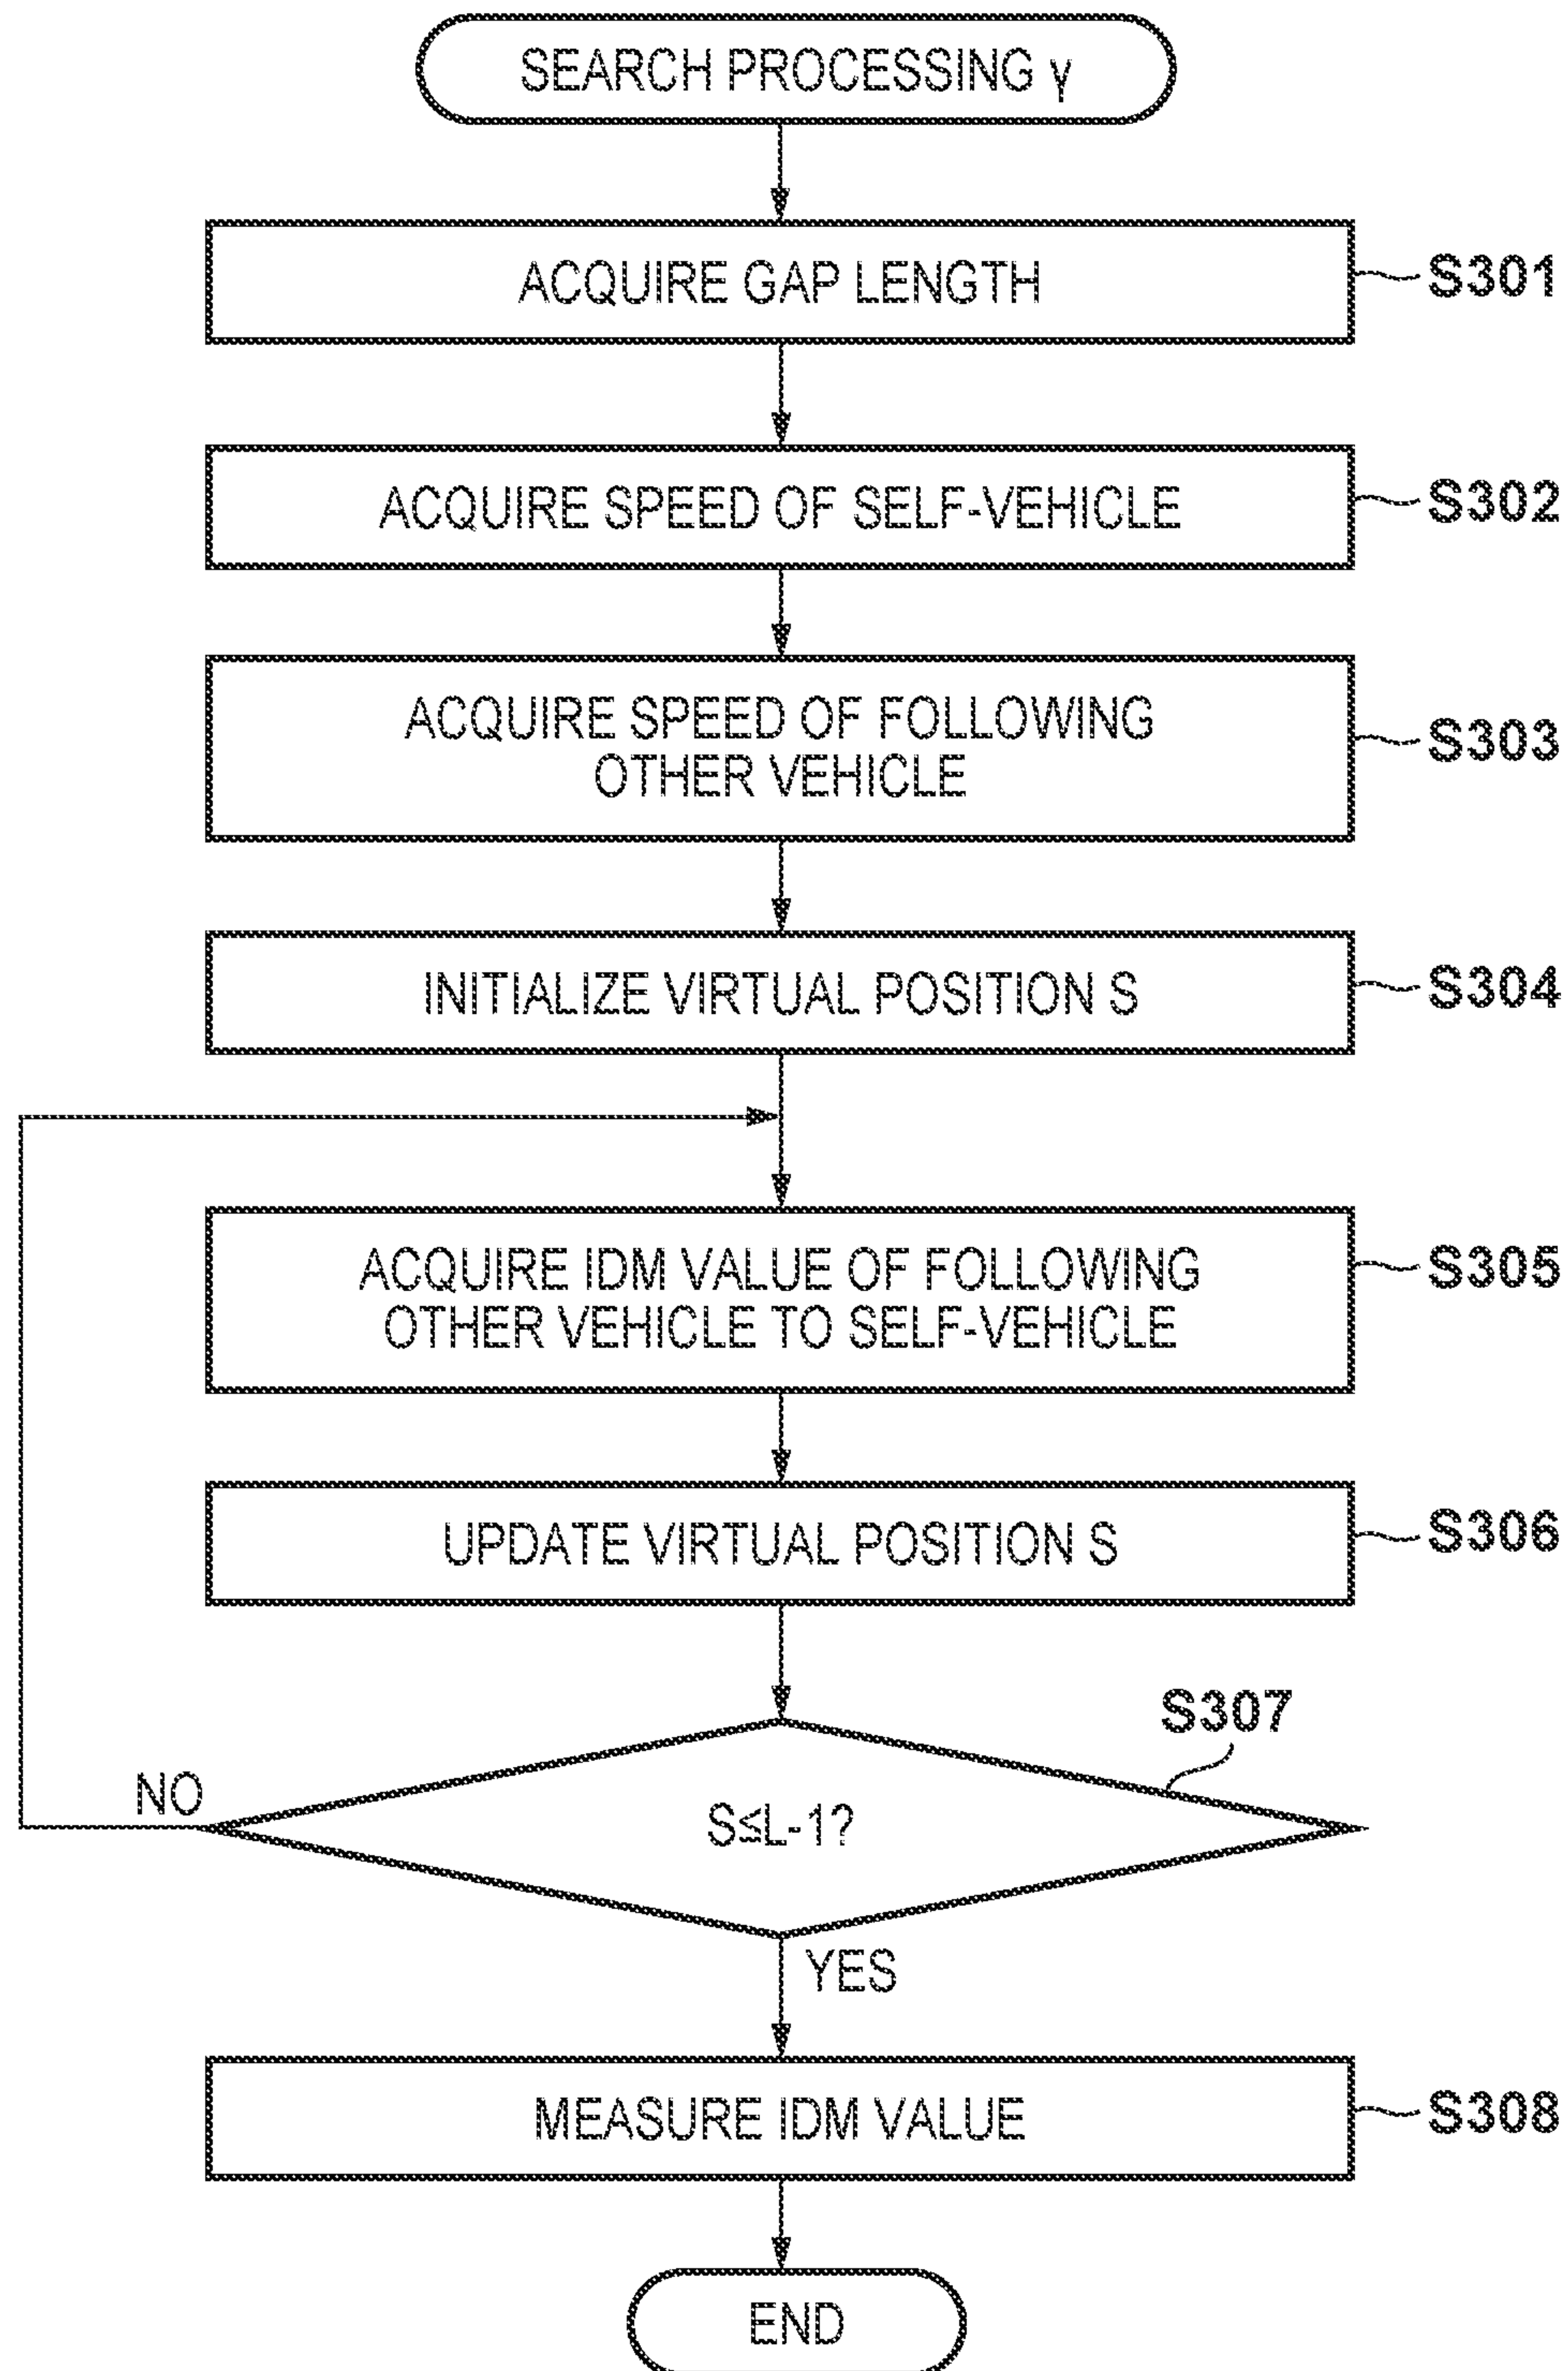 SEARCH PROCESSING γ
ACQUIRE GAP LENGTH
S301
ACQUIRE SPEED OF SELF-VEHICLE
S302
ACQUIRE SPEED OF FOLLOWING
OTHER VEHICLE
S303
INITIALIZE VIRTUAL POSITION S
S304
ACQUIRE IDM VALUE OF FOLLOWING
OTHER VEHICLE TO SELF-VEHICLE
S305
UPDATE VIRTUAL POSITION S
S306
S307
NO
S≦L-1?
YES
MEASURE IDM VALUE
S308
END